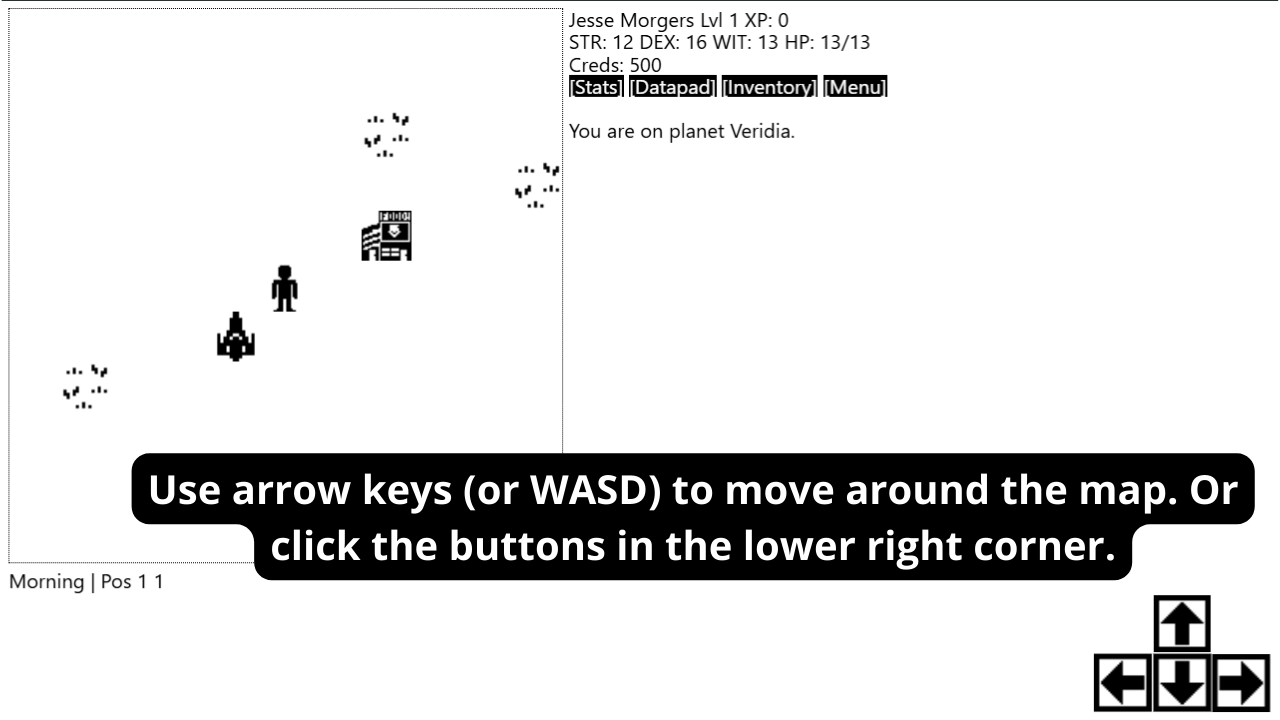 Jesse Morgers Lvl 1 XP: 0
STR: 12 DEX: 16 WIT: 13 HP: 13/13
Creds: 500
[Stats] [Datapad] [Inventory] [Menu]
You are on planet Veridia.
FOOD!
Use arrow keys (or WASD) to move around the map. Or
click the buttons in the lower right corner.
Morning | Pos 1 1